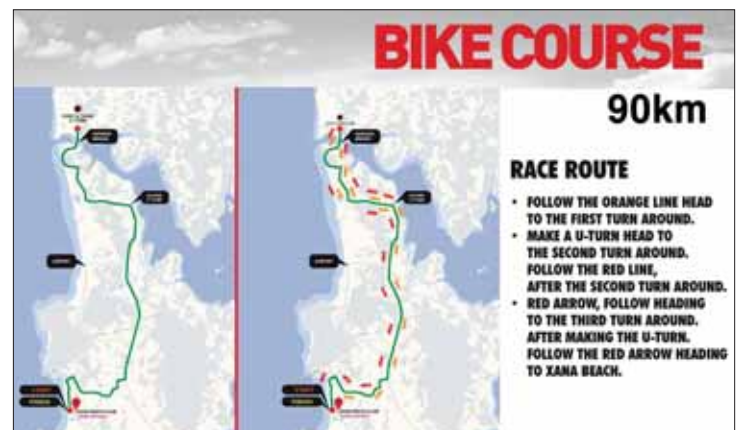 BIKE COURSE
90km
RACE ROUTE
• FOLLOW THE ORANGE LINE HEAD
TO THE FIRST TURN AROUND.
• MAKE A U-TURN HEAD TO
THE SECOND TURN AROUND.
FOLLOW THE RED LINE,
AFTER THE SECOND TURN AROUND.
• RED ARROW, FOLLOW HEADING
TO THE THIRD TURN AROUND.
AFTER MAKING THE U-TURN.
FOLLOW THE RED ARROW HEADING
TO XANA BEACH.